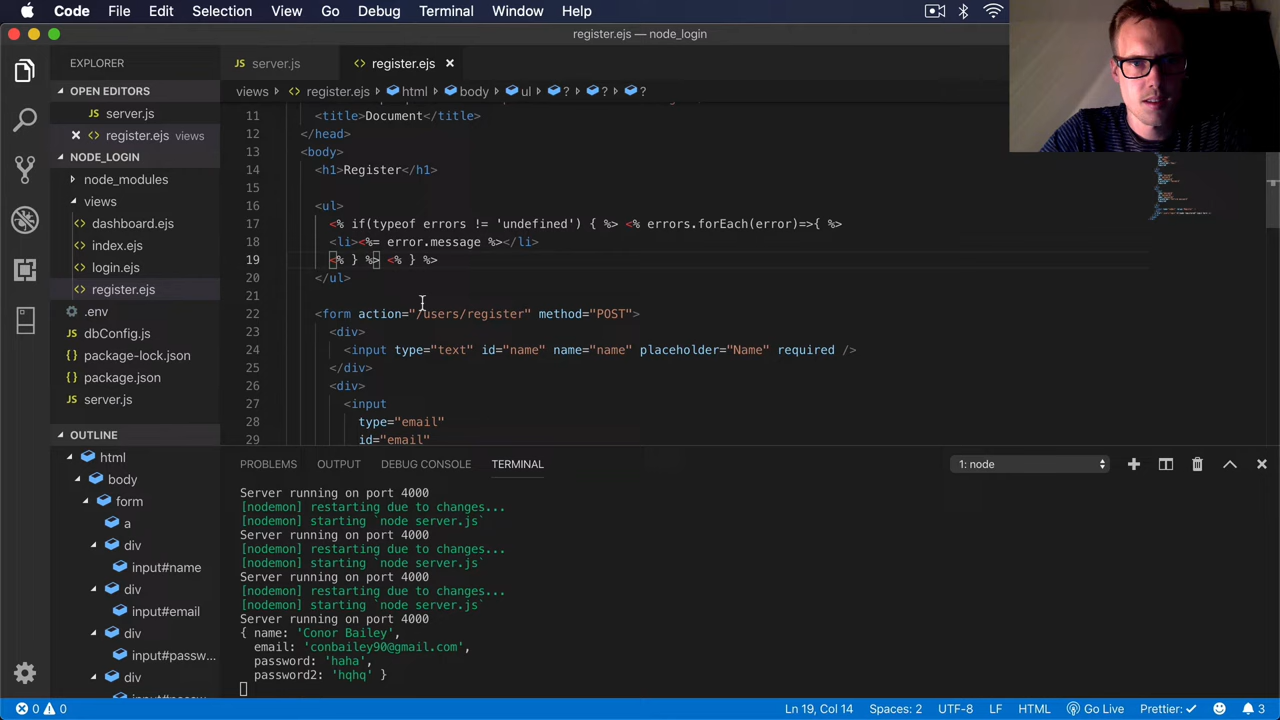 Code File Edit Selection View Go Debug Terminal Window Help
register.ejs — node_login
EXPLORER
server.js
register.ejs
OPEN EDITORS
server.js
register.ejs views
NODE_LOGIN
node_modules
views
dashboard.ejs
index.ejs
login.ejs
register.ejs
.env
dbConfig.js
package-lock.json
package.json
server.js
OUTLINE
html
body
form
a
div
input#name
div
input#email
div
input#passw...
div
views register.ejs html body ul ? ? ?
11 <title>Document</title>
12 </head>
13 <body>
14 <h1>Register</h1>
15
16 <ul>
17 <% if(typeof errors != 'undefined') { %> <% errors.forEach(error)=>{ %>
18 <li><%= error.message %></li>
19 <% } %> <% } %>
20 </ul>
21
22 <form action="/users/register" method="POST">
23 <div>
24 <input type="text" id="name" name="name" placeholder="Name" required />
25 </div>
26 <div>
27 <input
28 type="email"
29 id="email"
PROBLEMS OUTPUT DEBUG CONSOLE TERMINAL 1: node
Server running on port 4000
[nodemon] restarting due to changes...
[nodemon] starting `node server.js`
Server running on port 4000
[nodemon] restarting due to changes...
[nodemon] starting `node server.js`
Server running on port 4000
[nodemon] restarting due to changes...
[nodemon] starting `node server.js`
Server running on port 4000
{ name: 'Conor Bailey',
email: 'conbailey90@gmail.com',
password: 'haha',
password2: 'hqhq' }
0 0 Ln 19, Col 14 Spaces: 2 UTF-8 LF HTML Go Live Prettier: 3